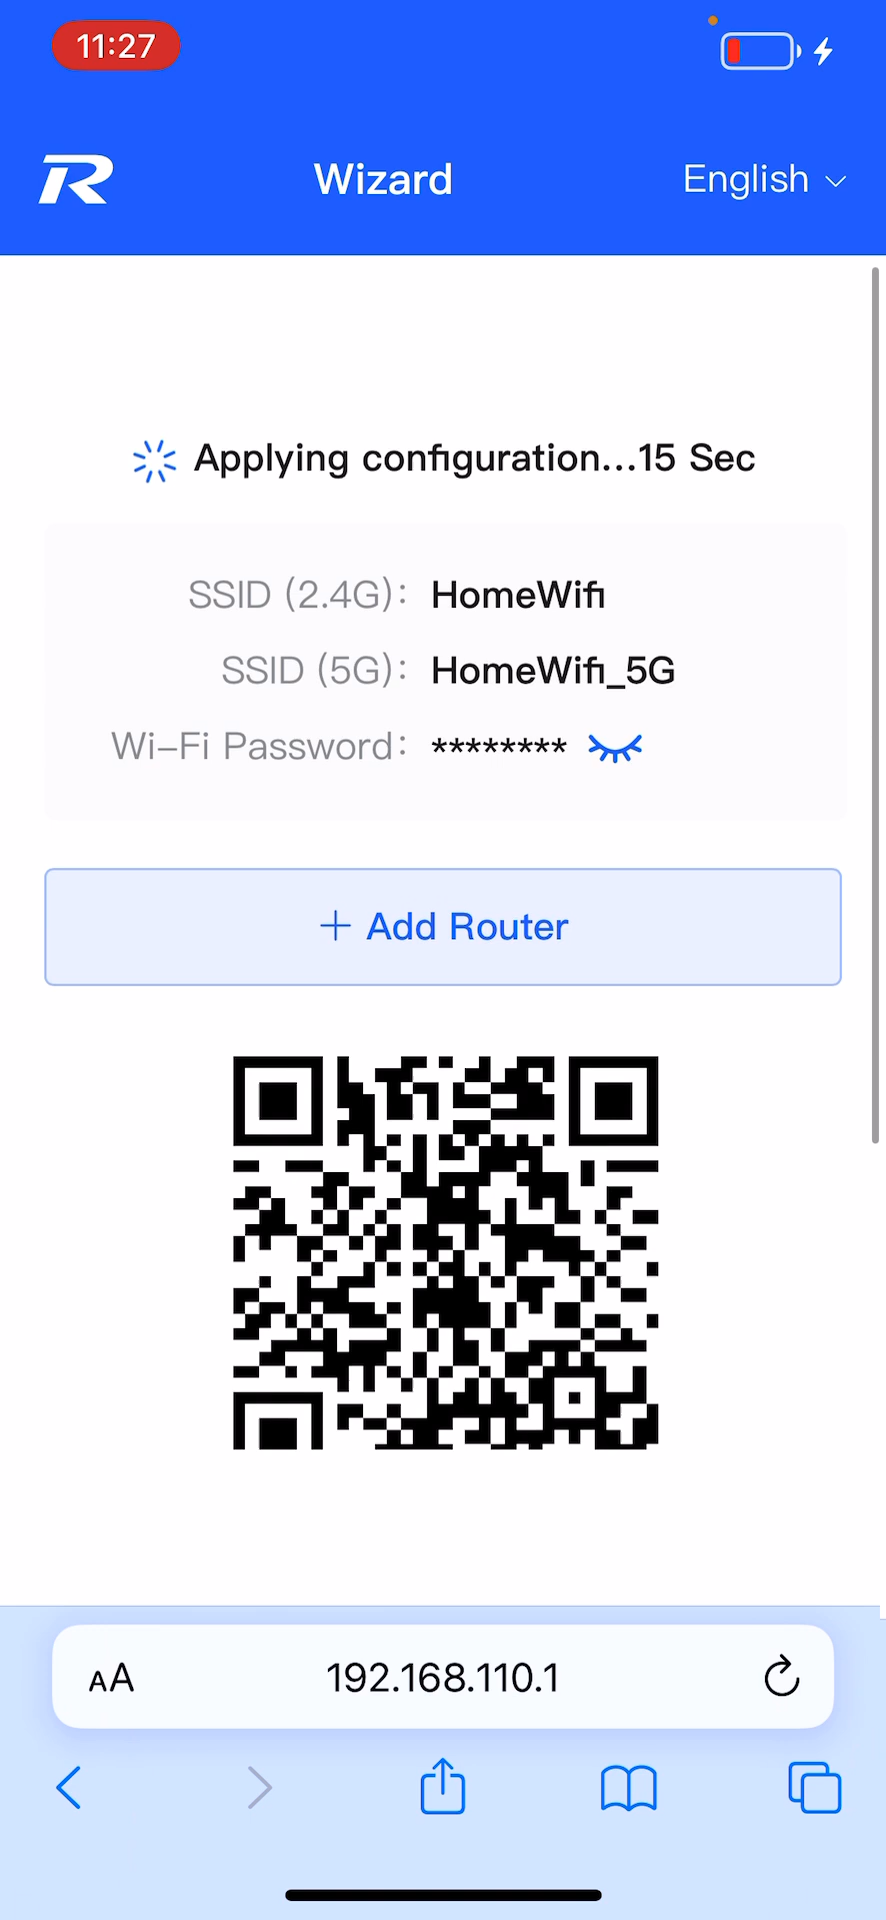 11:27
R
Wizard
English
Applying configuration...15 Sec
SSID (2.4G): HomeWifi
SSID (5G): HomeWifi_5G
Wi-Fi Password: ********
+ Add Router
AA
192.168.110.1